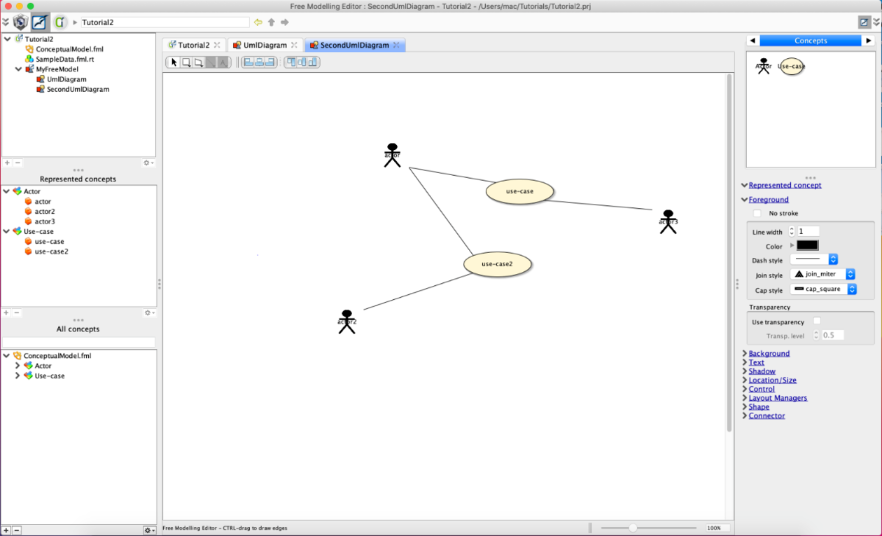 Free Modelling Editor : SecondUmlDiagram - Tutorial2 - /Users/mac/Tutorials/Tutorial2.prj
Tutorial2
Tutorial2
ConceptualModel.fml
SampleData.fml.rt
MyFreeModel
UmlDiagram
SecondUmlDiagram
Represented concepts
Actor
actor
actor2
actor3
Use-case
use-case
use-case2
All concepts
ConceptualModel.fml
Actor
Use-case
Tutorial2
UmlDiagram
SecondUmlDiagram
actor
use-case
actor3
use-case2
actor2
Free Modelling Editor - CTRL-drag to draw edges
100%
Concepts
Actor
Use-case
Represented concept
Foreground
No stroke
Line width 1
Color
Dash style
Join style join_miter
Cap style cap_square
Transparency
Use transparency
Transp. level 0.5
Background
Text
Shadow
Location/Size
Control
Layout Managers
Shape
Connector